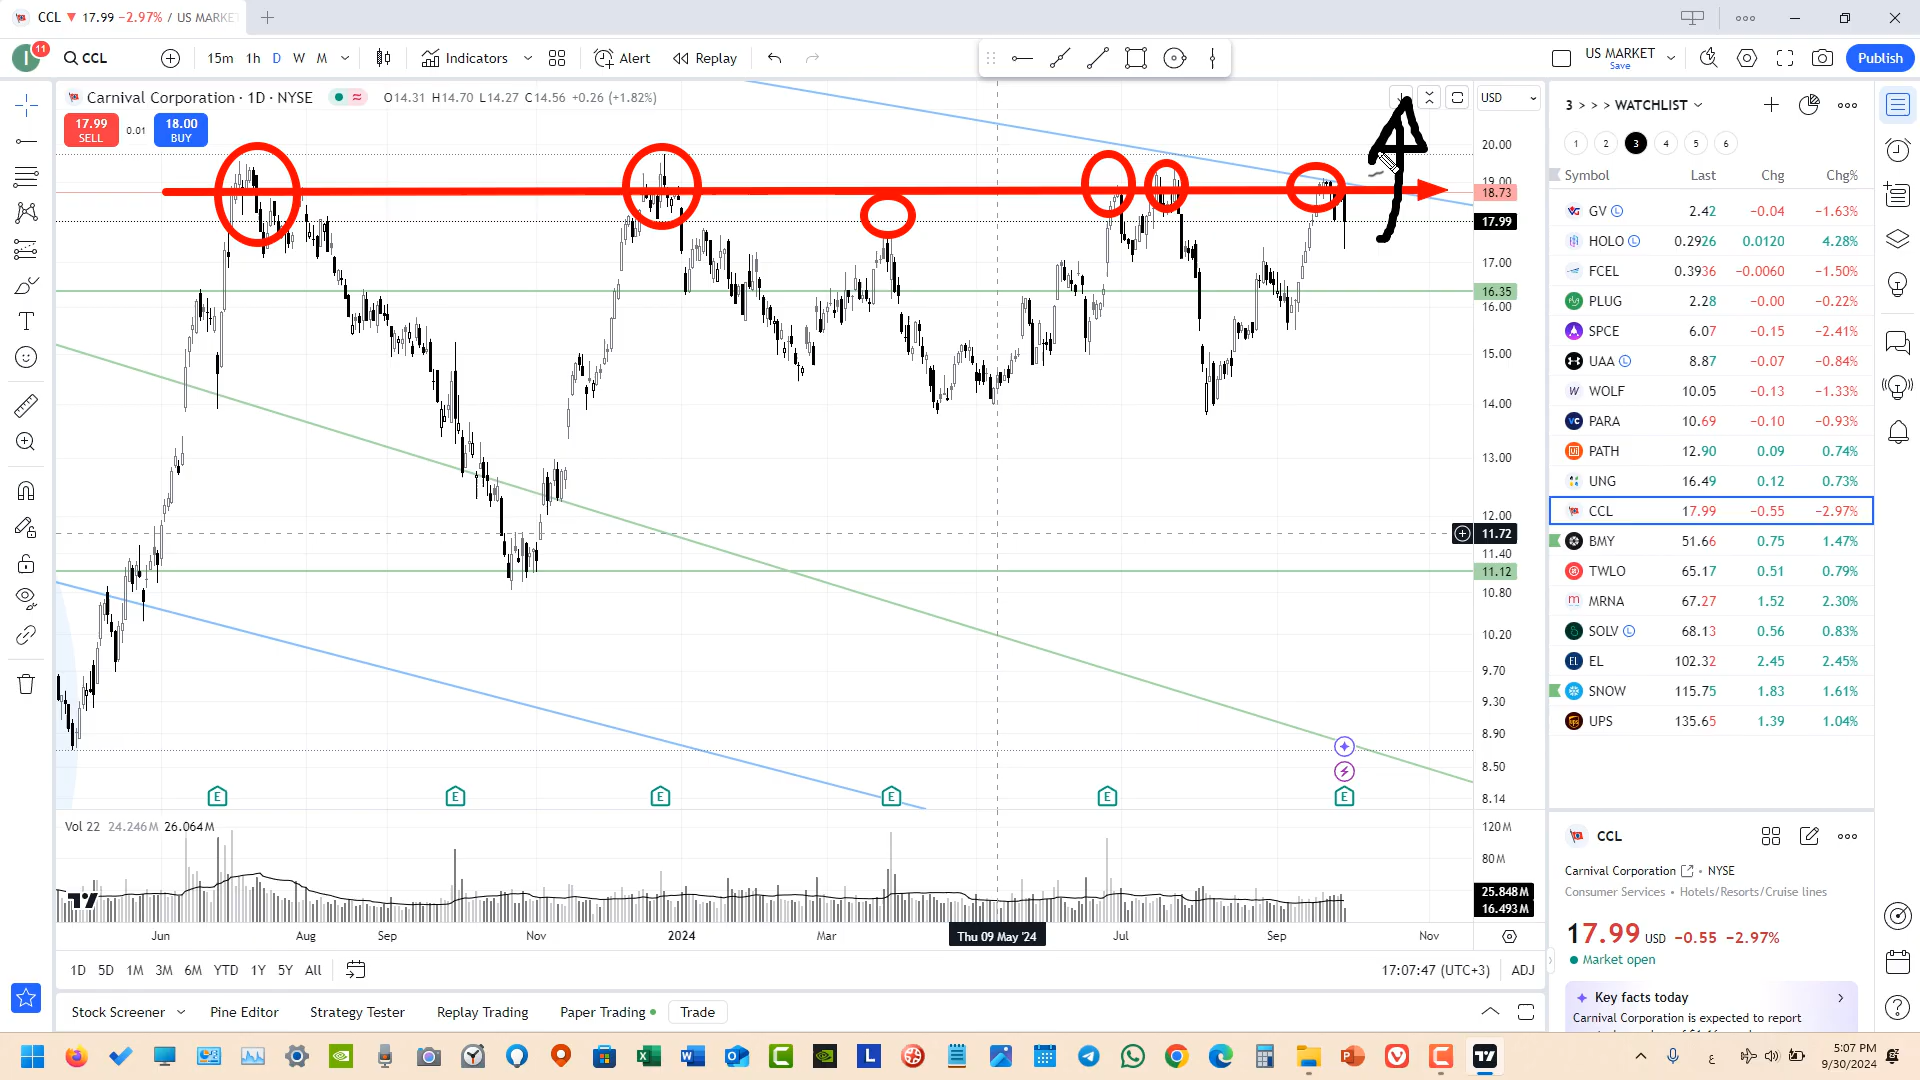 CCL 17.99 −2.97% / US MARKE
11
CCL
15m 1h D W M Indicators Alert Replay
US MARKET
Save
Publish
Carnival Corporation · 1D · NYSE
O14.31 H14.70 L14.27 C14.56 +0.26 (+1.82%)
17.99
SELL
0.01
18.00
BUY
USD
20.00
19.00
18.73
17.99
17.00
16.35
16.00
15.00
14.00
13.00
12.00
11.72
11.40
11.12
10.80
10.20
9.70
9.30
8.90
8.50
8.14
E E E E E E
Vol 22 24.246M 26.064M
120M
80M
25.848M
16.493M
Jun Aug Sep Nov 2024 Mar Thu 09 May '24 Jul Sep Nov
1D 5D 1M 3M 6M YTD 1Y 5Y All
17:07:47 (UTC+3) ADJ
Stock Screener Pine Editor Strategy Tester Replay Trading Paper Trading Trade
3 > > > WATCHLIST
1 2 3 4 5 6
Symbol Last Chg Chg%
GV L 2.42 −0.04 −1.63%
HOLO L 0.2926 0.0120 4.28%
FCEL 0.3936 −0.0060 −1.50%
PLUG 2.28 −0.00 −0.22%
SPCE 6.07 −0.15 −2.41%
UAA L 8.87 −0.07 −0.84%
WOLF 10.05 −0.13 −1.33%
PARA 10.69 −0.10 −0.93%
PATH 12.90 0.09 0.74%
UNG 16.49 0.12 0.73%
CCL 17.99 −0.55 −2.97%
BMY 51.66 0.75 1.47%
TWLO 65.17 0.51 0.79%
MRNA 67.27 1.52 2.30%
SOLV L 68.13 0.56 0.83%
EL 102.32 2.45 2.45%
SNOW 115.75 1.83 1.61%
UPS 135.65 1.39 1.04%
CCL
Carnival Corporation • NYSE
Consumer Services • Hotels/Resorts/Cruise lines
17.99 USD −0.55 −2.97%
Market open
Key facts today
Carnival Corporation is expected to report
ع
5:07 PM
9/30/2024